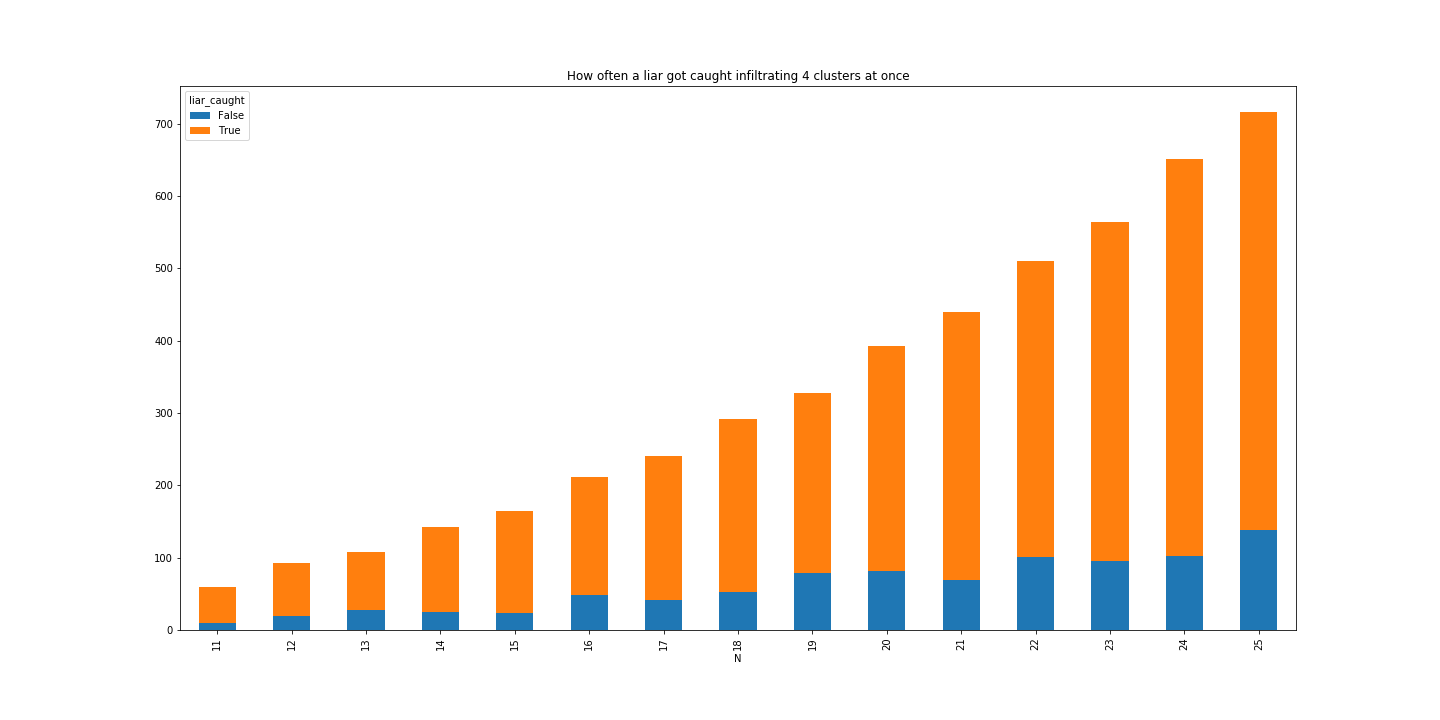 How often a liar got caught infiltrating 4 clusters at once
liar_caught
False
True
700
600
500
400
300
200
100
0
11 12 13 14 15 16 17 18 19 20 21 22 23 24 25
N